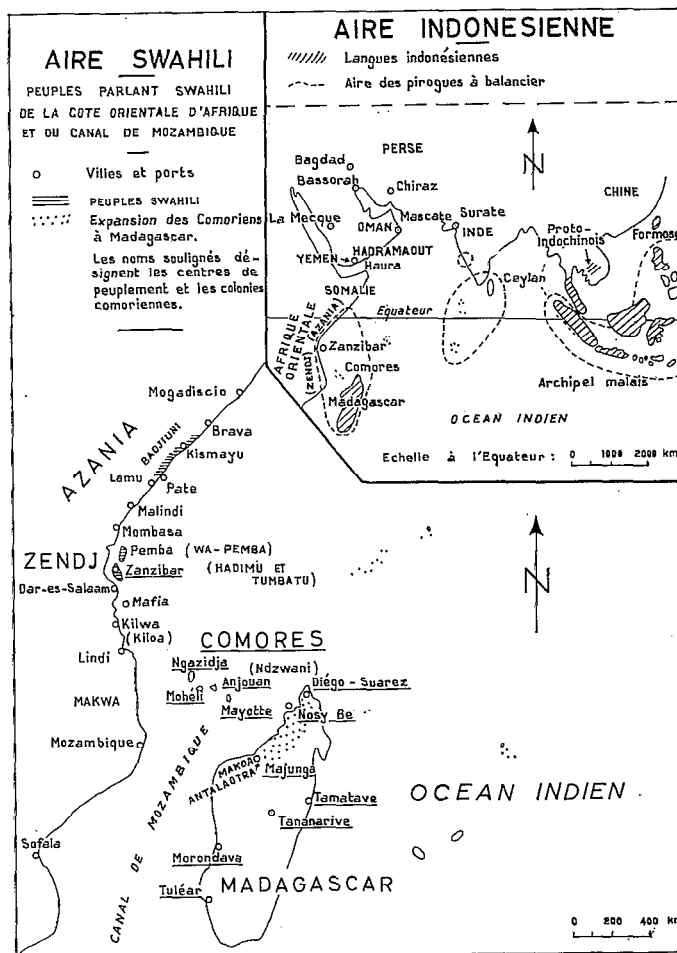 AIRE SWAHILI
PEUPLES PARLANT SWAHILI
DE LA COTE ORIENTALE D'AFRIQUE
ET DU CANAL DE MOZAMBIQUE
Villes et ports
PEUPLES SWAHILI
Expansion des Comoriens
à Madagascar.
Les noms soulignés dé-
signent les centres de
peuplement et les colonies
comoriennes.
AIRE INDONESIENNE
Langues indonésiennes
Aire des pirogues à balancier
N
PERSE
Bagdad
Bassorah
Chiraz
CHINE
La Mecque
Mascate
Surate
OMAN
INDE
Proto-
Indochinois
Formose
YEMEN
HADRAMAOUT
Haura
Ceylan
SOMALIE
Equateur
AFRIQUE
ORIENTALE
(ZENDJ)
(AZANIA)
Zanzibar
Comores
Madagascar
Archipel malais
OCEAN INDIEN
Echelle à l'Equateur :
0 1000 2000 km
Mogadiscio
AZANIA
BADJIUNI
Brava
Kismayu
Lamu
Pate
Malindi
Mombasa
ZENDJ
Pemba (WA-PEMBA)
Zanzibar (HADIMU ET
TUMBATU)
Dar-es-Salaam
Mafia
Kilwa
(Kiloa)
Lindi
N
COMORES
Ngazidja
(Ndzwani)
Mohéli
Anjouan
Diégo-Suarez
Mayotte
Nosy Be
MAKWA
Mozambique
CANAL DE MOZAMBIQUE
MAKOAO
ANTALAOTRA
Majunga
Tamatave
Tananarive
OCEAN INDIEN
Sofala
Morondava
Tuléar
MADAGASCAR
0 200 400 km